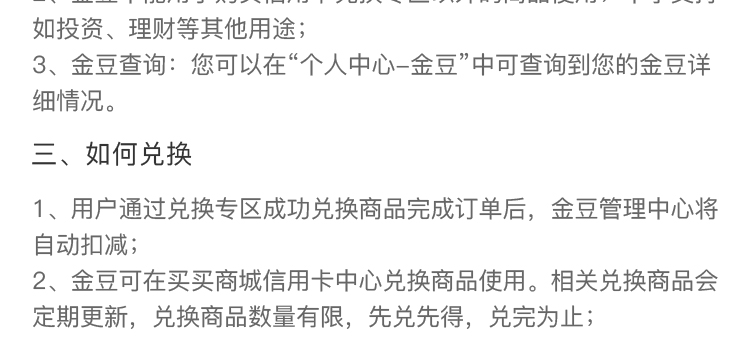 如投资、理财等其他用途；
3、金豆查询：您可以在“个人中心-金豆”中可查询到您的金豆详
细情况。
三、如何兑换
1、用户通过兑换专区成功兑换商品完成订单后，金豆管理中心将
自动扣减；
2、金豆可在买买商城信用卡中心兑换商品使用。相关兑换商品会
定期更新，兑换商品数量有限，先兑先得，兑完为止；